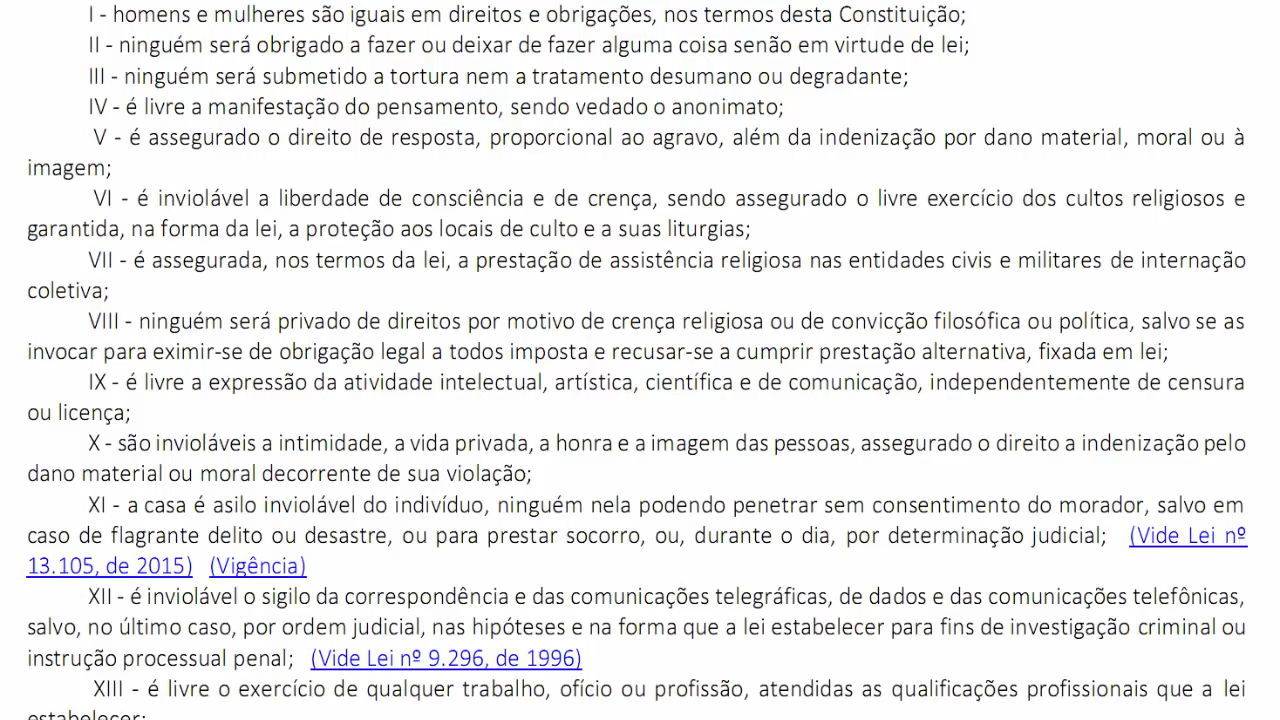 I - homens e mulheres são iguais em direitos e obrigações, nos termos desta Constituição;
II - ninguém será obrigado a fazer ou deixar de fazer alguma coisa senão em virtude de lei;
III - ninguém será submetido a tortura nem a tratamento desumano ou degradante;
IV - é livre a manifestação do pensamento, sendo vedado o anonimato;
V - é assegurado o direito de resposta, proporcional ao agravo, além da indenização por dano material, moral ou à
imagem;
VI - é inviolável a liberdade de consciência e de crença, sendo assegurado o livre exercício dos cultos religiosos e
garantida, na forma da lei, a proteção aos locais de culto e a suas liturgias;
VII - é assegurada, nos termos da lei, a prestação de assistência religiosa nas entidades civis e militares de internação
coletiva;
VIII - ninguém será privado de direitos por motivo de crença religiosa ou de convicção filosófica ou política, salvo se as
invocar para eximir-se de obrigação legal a todos imposta e recusar-se a cumprir prestação alternativa, fixada em lei;
IX - é livre a expressão da atividade intelectual, artística, científica e de comunicação, independentemente de censura
ou licença;
X - são invioláveis a intimidade, a vida privada, a honra e a imagem das pessoas, assegurado o direito a indenização pelo
dano material ou moral decorrente de sua violação;
XI - a casa é asilo inviolável do indivíduo, ninguém nela podendo penetrar sem consentimento do morador, salvo em
caso de flagrante delito ou desastre, ou para prestar socorro, ou, durante o dia, por determinação judicial; (Vide Lei nº
13.105, de 2015) (Vigência)
XII - é inviolável o sigilo da correspondência e das comunicações telegráficas, de dados e das comunicações telefônicas,
salvo, no último caso, por ordem judicial, nas hipóteses e na forma que a lei estabelecer para fins de investigação criminal ou
instrução processual penal; (Vide Lei nº 9.296, de 1996)
XIII - é livre o exercício de qualquer trabalho, ofício ou profissão, atendidas as qualificações profissionais que a lei
estabelecer;